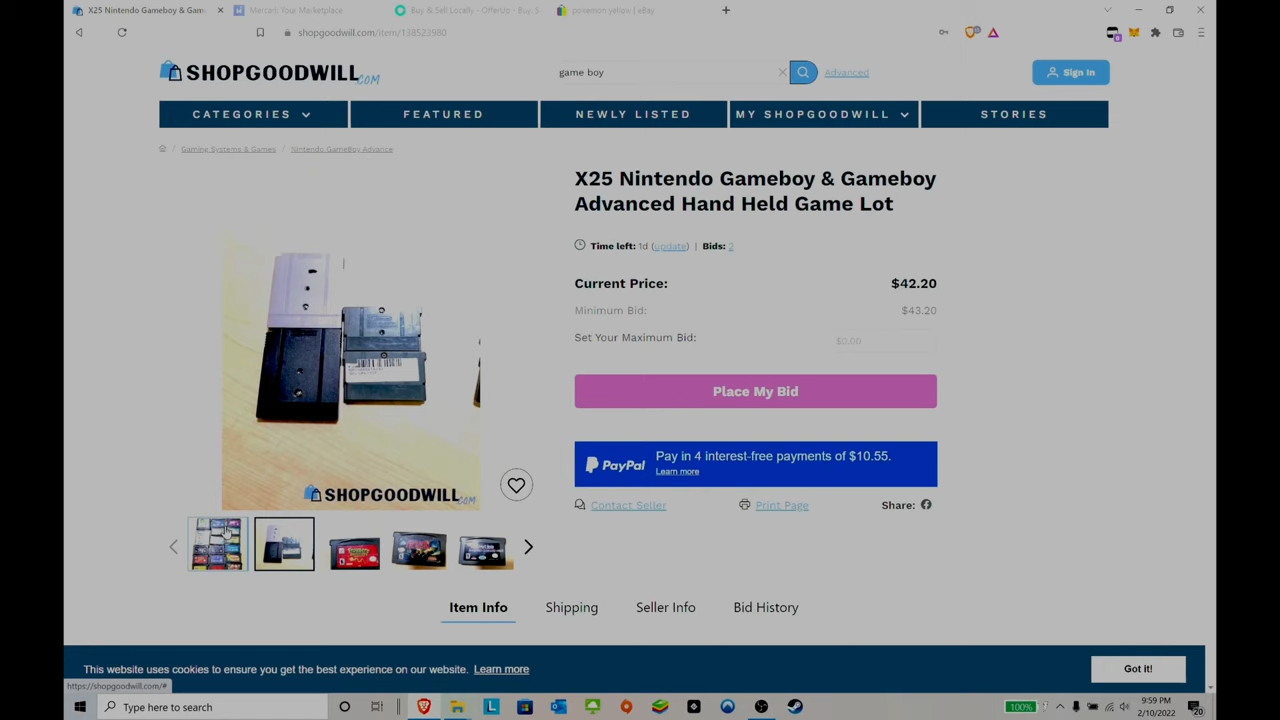 X25 Nintendo Gameboy & Gam
Mercari: Your Marketplace
Buy & Sell Locally - OfferUp - Buy. S
pokemon yellow | eBay
shopgoodwill.com/item/138523980
SHOPGOODWILL.COM
game boy
Advanced
Sign In
CATEGORIES
FEATURED
NEWLY LISTED
MY SHOPGOODWILL
STORIES
/ Gaming Systems & Games / Nintendo GameBoy Advance
X25 Nintendo Gameboy & Gameboy
Advanced Hand Held Game Lot
Time left: 1d (update) | Bids: 2
Current Price: $42.20
Minimum Bid: $43.20
Set Your Maximum Bid: $0.00
Place My Bid
PayPal Pay in 4 interest-free payments of $10.55.
Learn more
SHOPGOODWILL.COM
Contact Seller
Print Page
Share:
Item Info
Shipping
Seller Info
Bid History
This website uses cookies to ensure you get the best experience on our website. Learn more
Got it!
https://shopgoodwill.com/#
Type here to search
100%
9:59 PM
2/10/2022
20